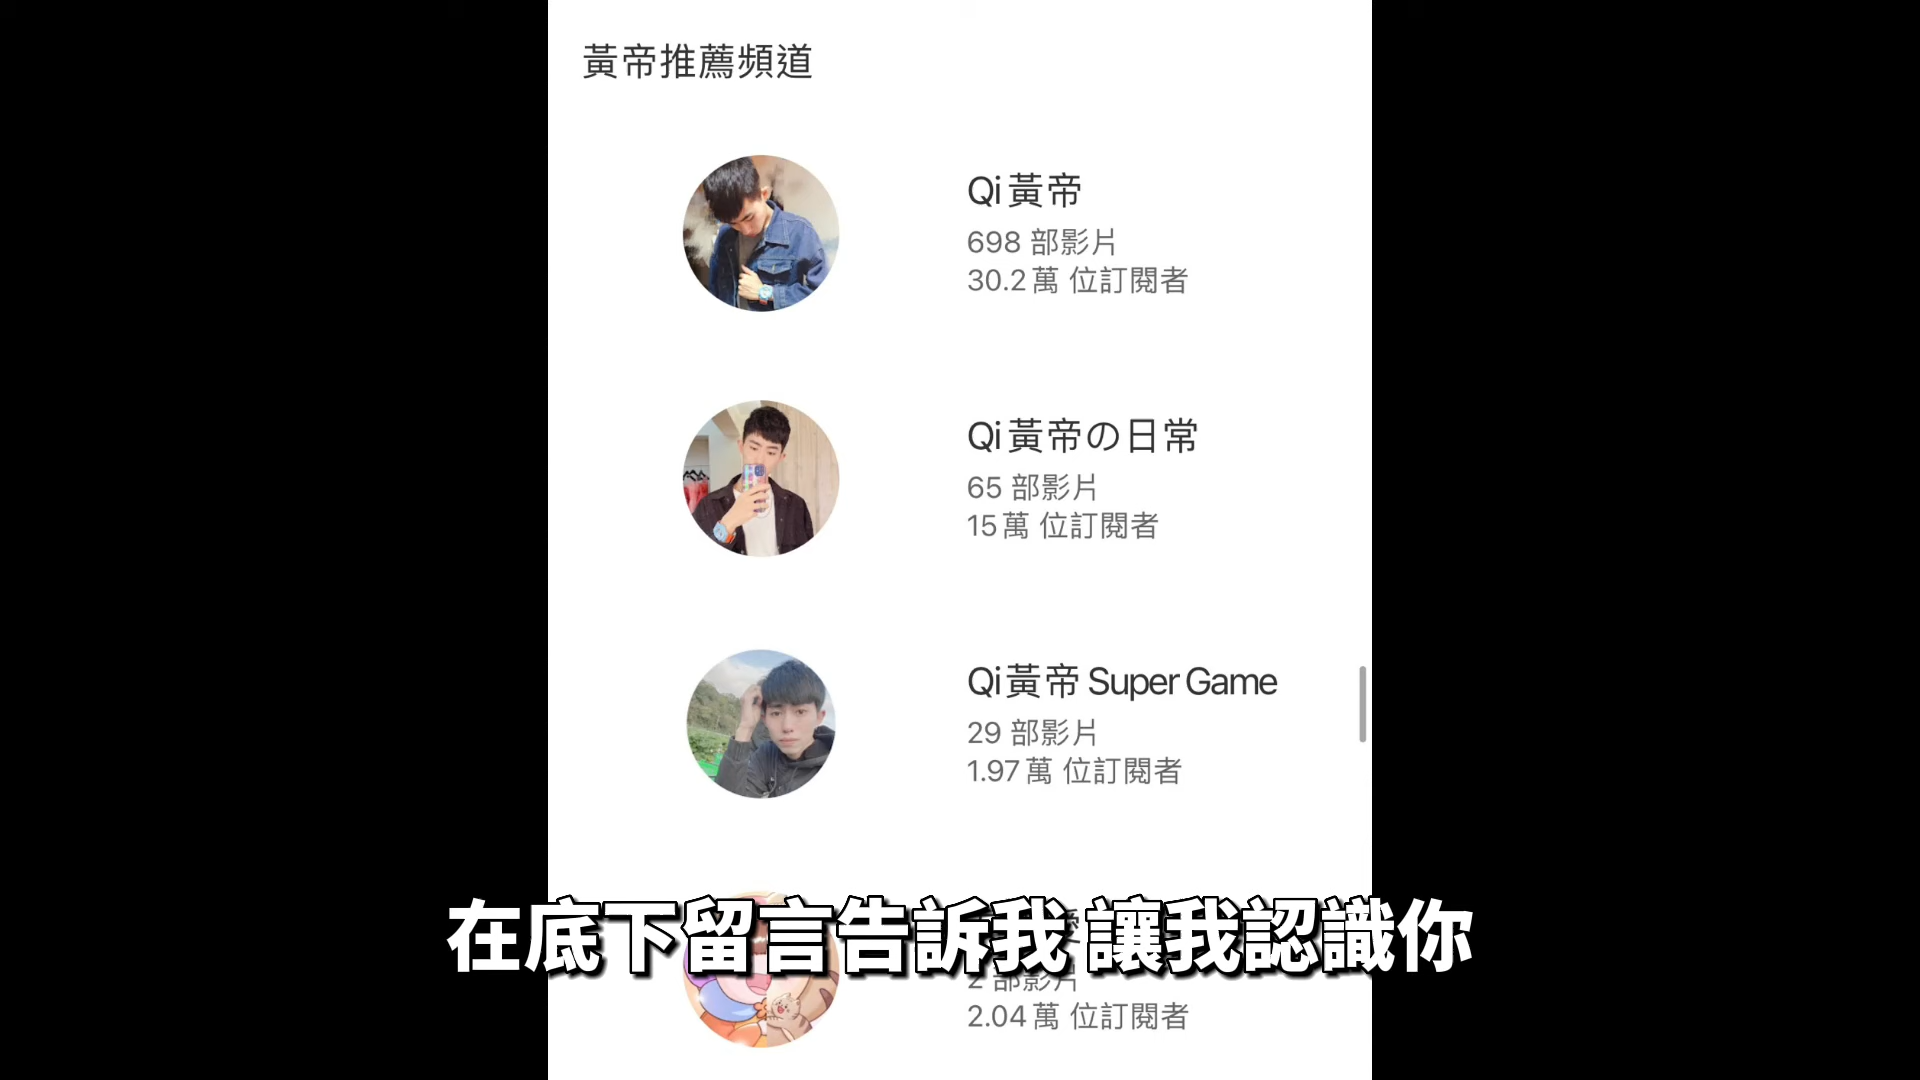 黃帝推薦頻道
Qi黃帝
698 部影片
30.2萬 位訂閱者
Qi黃帝の日常
65 部影片
15萬 位訂閱者
Qi黃帝 Super Game
29 部影片
1.97萬 位訂閱者
在底下留言告訴我 讓我認識你
2 部影片
2.04萬 位訂閱者